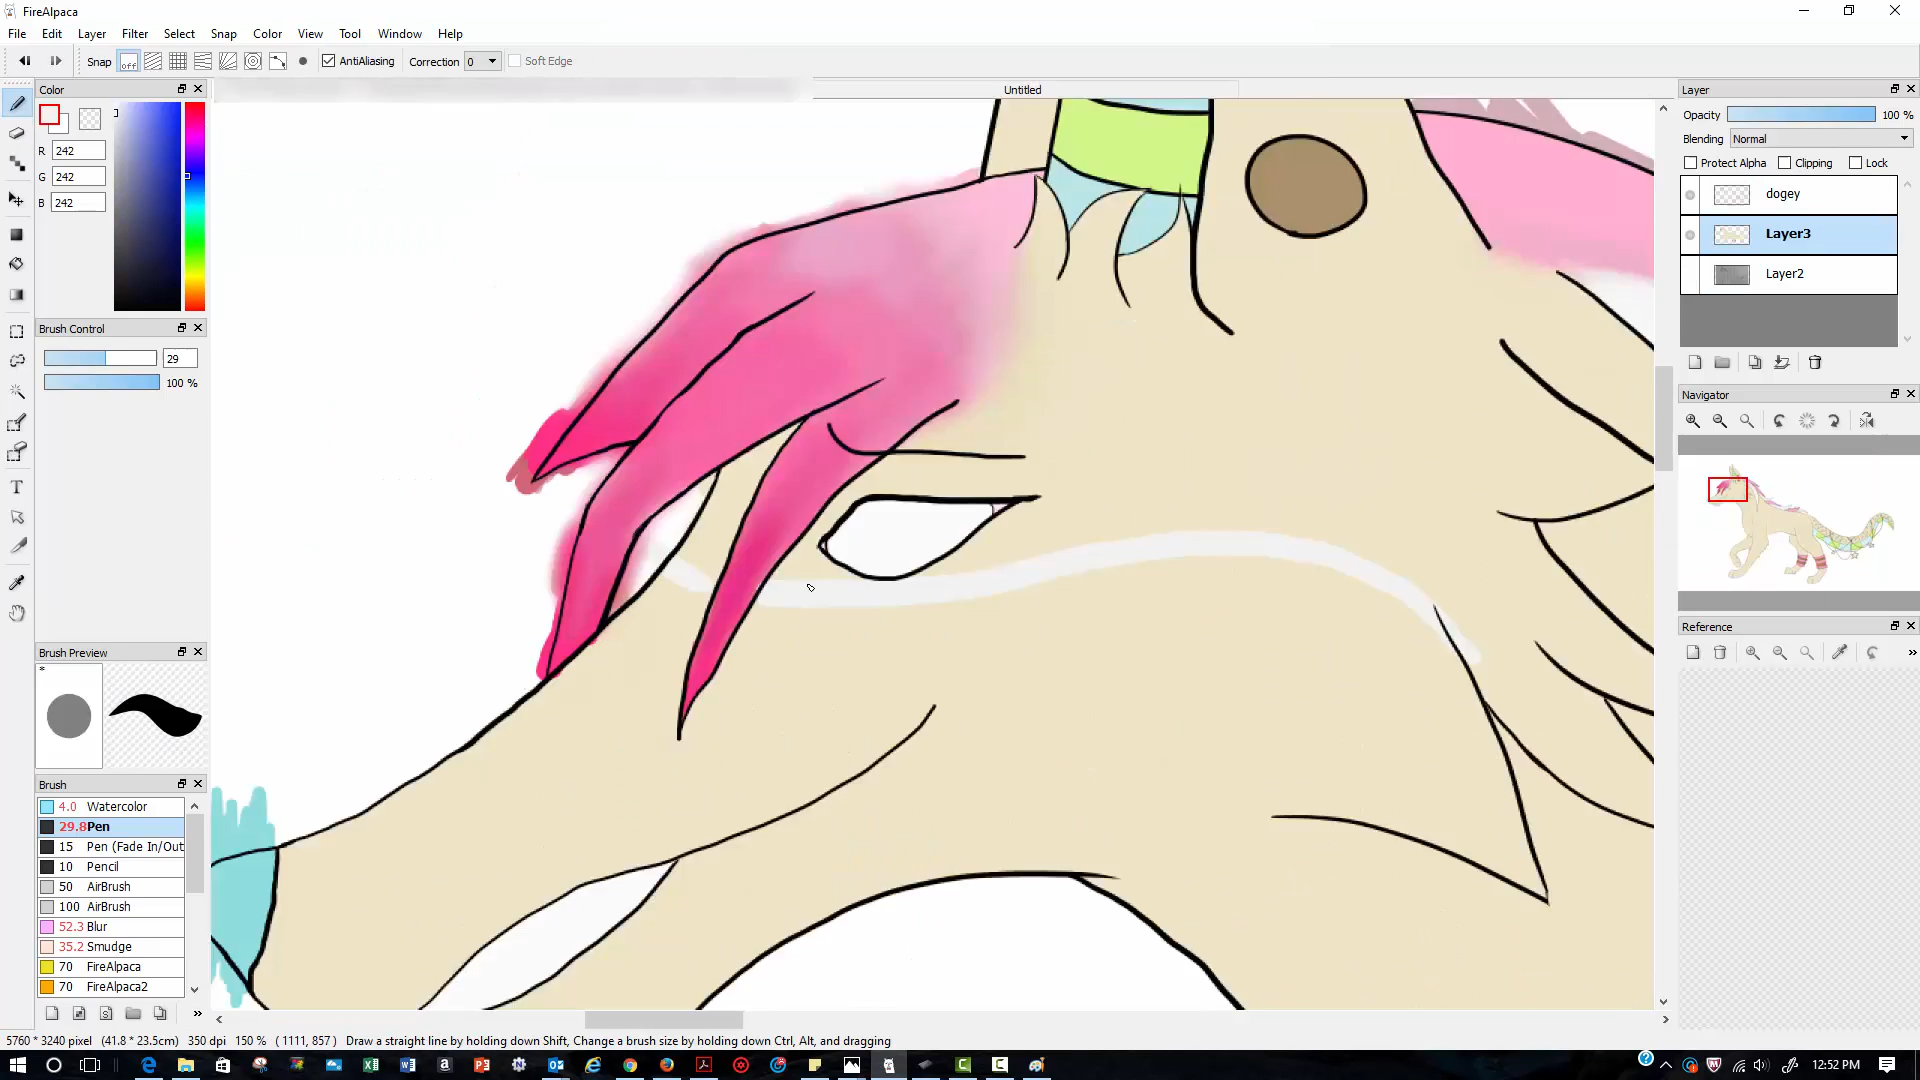 FireAlpaca
File Edit Layer Filter Select Snap Color View Tool Window Help
Snap off AntiAliasing Correction 0 Soft Edge
Color
Untitled
Layer
R 242
G 242
B 242
Opacity 100 %
Blending Normal
Protect Alpha Clipping Lock
dogey
Layer3
Layer2
Brush Control
29
100 %
Navigator
Reference
»
Brush Preview
*
Brush
4.0 Watercolor
29.8 Pen
15 Pen (Fade In/Out
10 Pencil
50 AirBrush
100 AirBrush
52.3 Blur
35.2 Smudge
70 FireAlpaca
70 FireAlpaca2
»
5760 * 3240 pixel (41.8 * 23.5cm) 350 dpi 150 % ( 1111, 857 ) Draw a straight line by holding down Shift, Change a brush size by holding down Ctrl, Alt, and dragging
12:52 PM